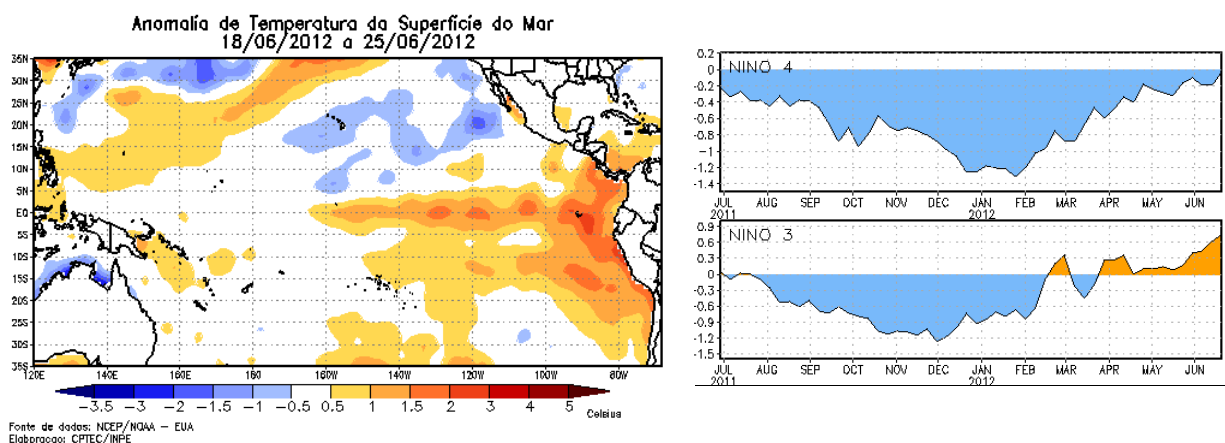 Anomalia de Temperatura da Superfície do Mar
18/06/2012 a 25/06/2012
35N
30N
25N
20N
15N
10N
5N
EQ
5S
10S
15S
20S
25S
30S
35S
120E 140E 160E 180 160W 140W 120W 100W 80W
-3.5 -3 -2 -1.5 -1 -0.5 0.5 1 1.5 2 2.5 3 4 5
Celsius
Fonte de dados: NCEP/NOAA - EUA
Elaboracao: CPTEC/INPE
NINO 4
0.2
0
-0.2
-0.4
-0.6
-0.8
-1
-1.2
-1.4
JUL AUG SEP OCT NOV DEC JAN FEB MAR APR MAY JUN
2011 2012
NINO 3
0.9
0.6
0.3
0
-0.3
-0.6
-0.9
-1.2
-1.5
JUL AUG SEP OCT NOV DEC JAN FEB MAR APR MAY JUN
2011 2012